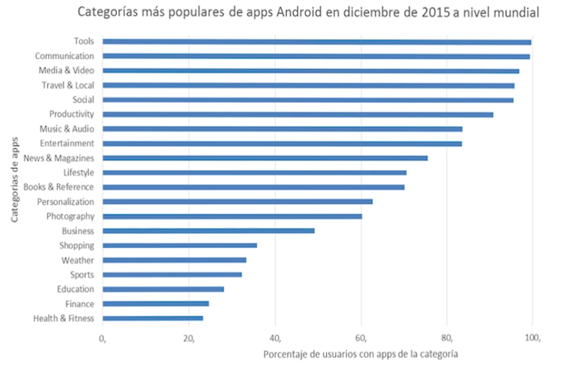 Categorías más populares de apps Android en diciembre de 2015 a nivel mundial
Categorías de apps
Tools
Communication
Media & Video
Travel & Local
Social
Productivity
Music & Audio
Entertainment
News & Magazines
Lifestyle
Books & Reference
Personalization
Photography
Business
Shopping
Weather
Sports
Education
Finance
Health & Fitness
0, 20, 40, 60, 80, 100,
Porcentaje de usuarios con apps de la categoría